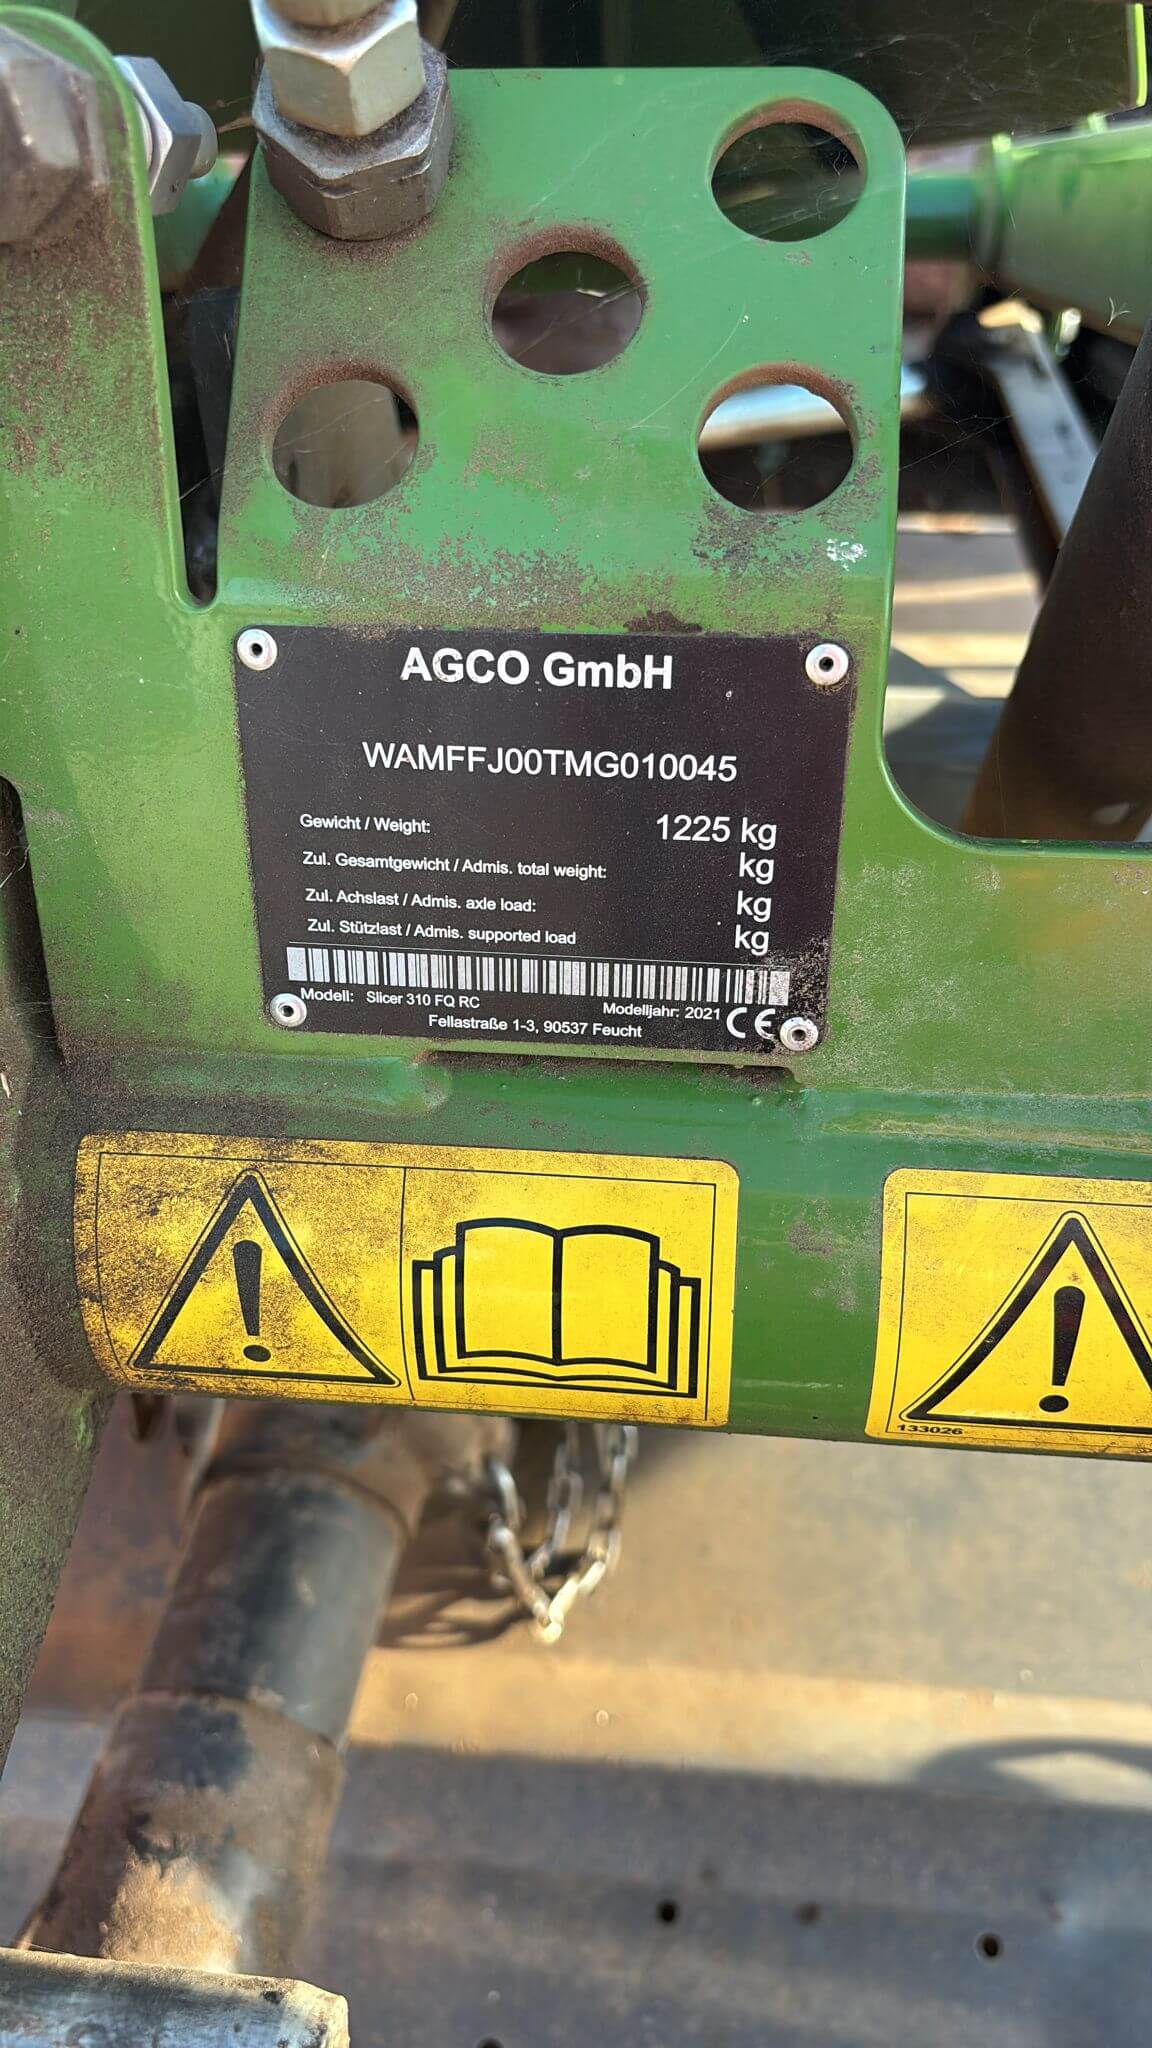 AGCO GmbH
WAMFFJ00TMG010045
Gewicht / Weight: 1225 kg
Zul. Gesamtgewicht / Admis. total weight: kg
Zul. Achslast / Admis. axle load: kg
Zul. Stützlast / Admis. supported load kg
Modell: Slicer 310 FQ RC Modelljahr: 2021
Fellastraße 1-3, 90537 Feucht CE
133026